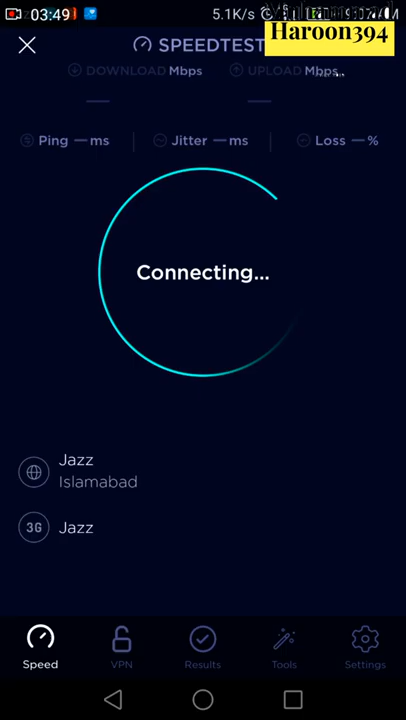 03:49 5.1K/s
Haroon394
SPEEDTEST
DOWNLOAD Mbps UPLOAD Mbps
Ping — ms Jitter — ms Loss — %
Connecting...
Jazz
Islamabad
3G Jazz
Speed VPN Results Tools Settings